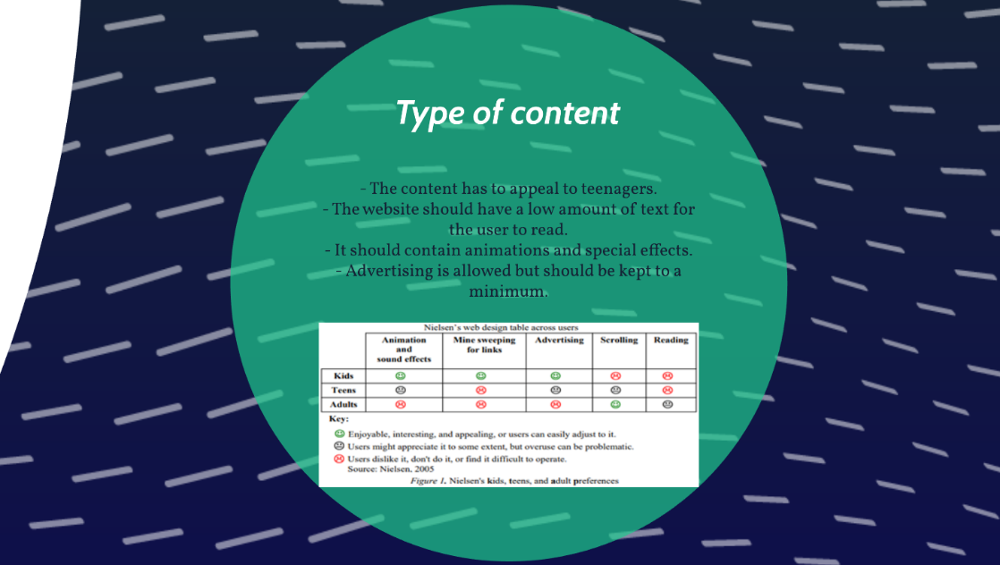 Type of content
- The content has to appeal to teenagers.
- The website should have a low amount of text for
the user to read.
- It should contain animations and special effects.
- Advertising is allowed but should be kept to a
minimum.
Nielsen's web design table across users
Animation and sound effects Mine sweeping for links Advertising Scrolling Reading
Kids
Teens
Adults
Key:
Enjoyable, interesting, and appealing, or users can easily adjust to it.
Users might appreciate it to some extent, but overuse can be problematic.
Users dislike it, don't do it, or find it difficult to operate.
Source: Nielsen, 2005
Figure 1. Nielsen's kids, teens, and adult preferences